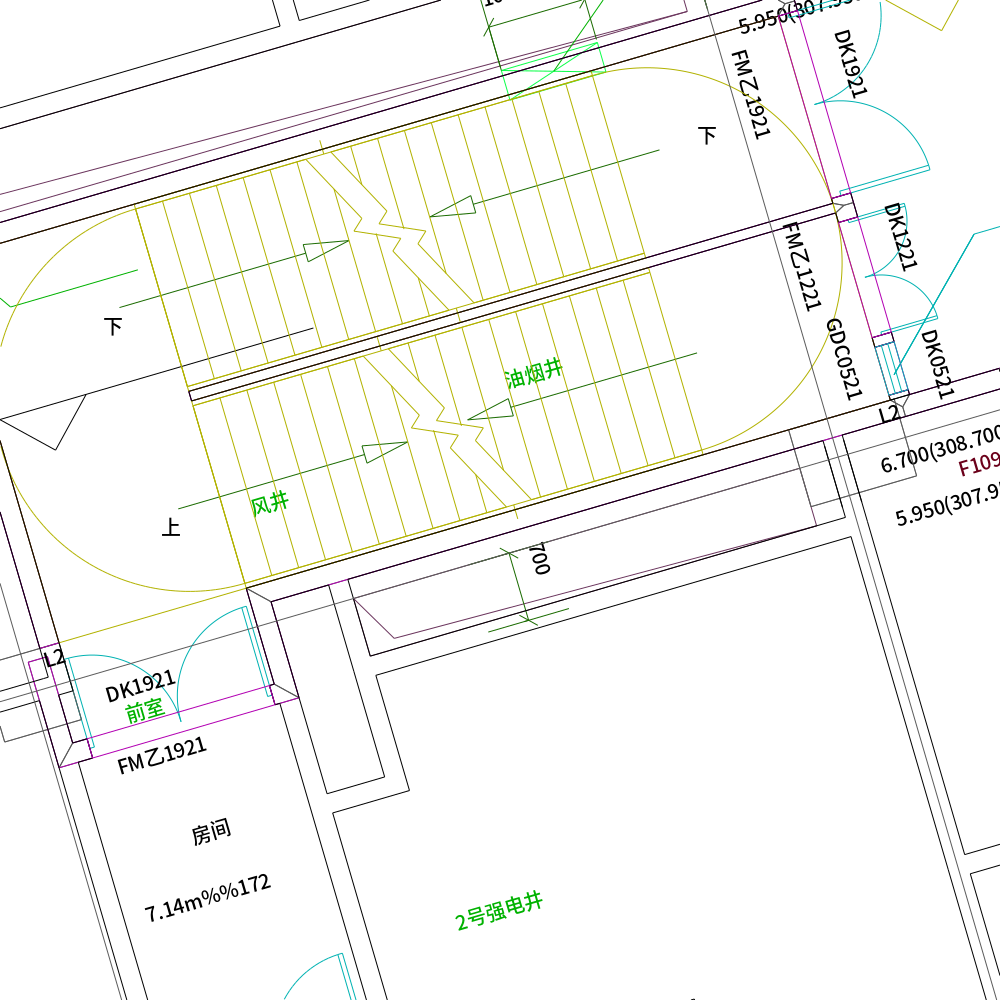 5.950(307.950
DK1921
FM乙1921
下
DK1221
FM乙1221
下
GDC0521
DK0521
油烟井
L2
6.700(308.700
F109
风井
5.950(307.95
上
700
L2
DK1921
前室
FM乙1921
房间
7.14m%%172
2号强电井